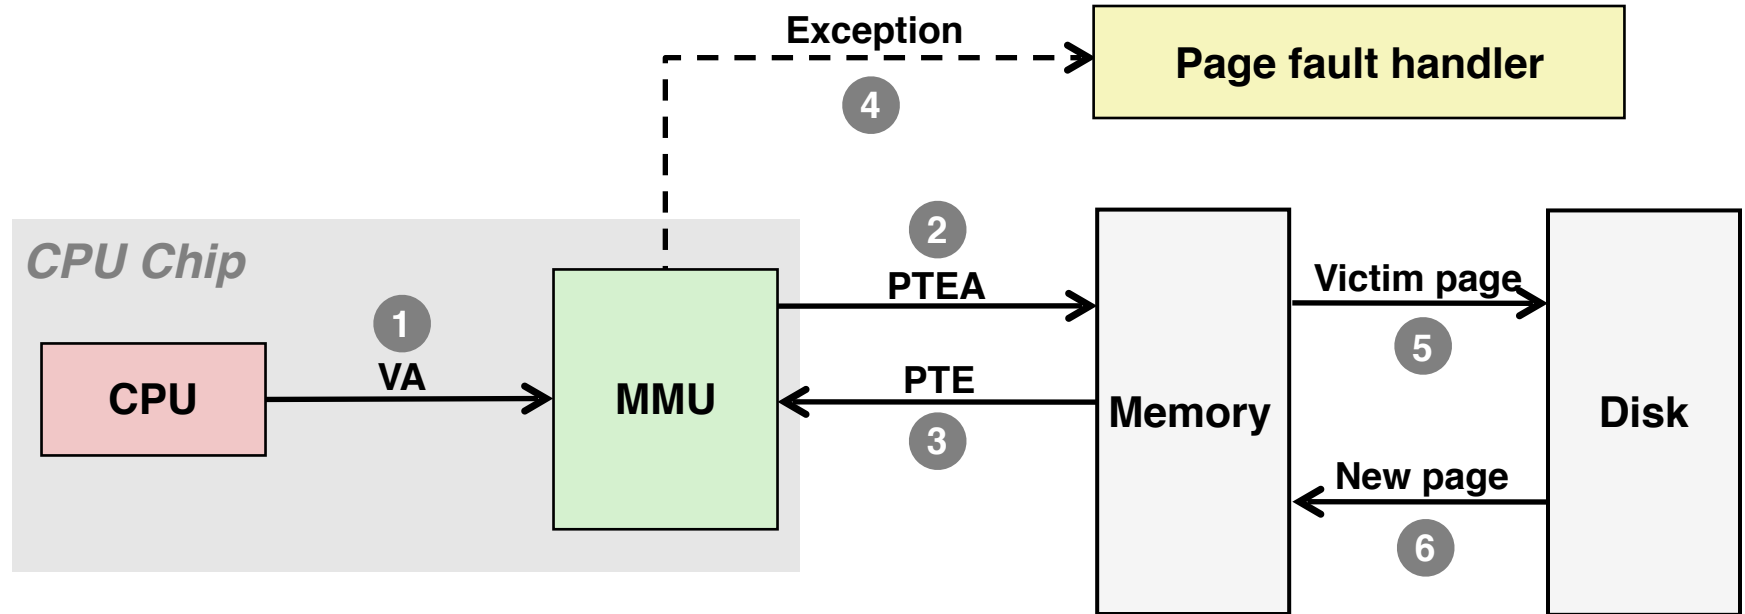 Exception
Page fault handler
4
2
CPU Chip
PTEA
Victim page
1
5
VA
PTE
CPU
MMU
Memory
Disk
3
New page
6